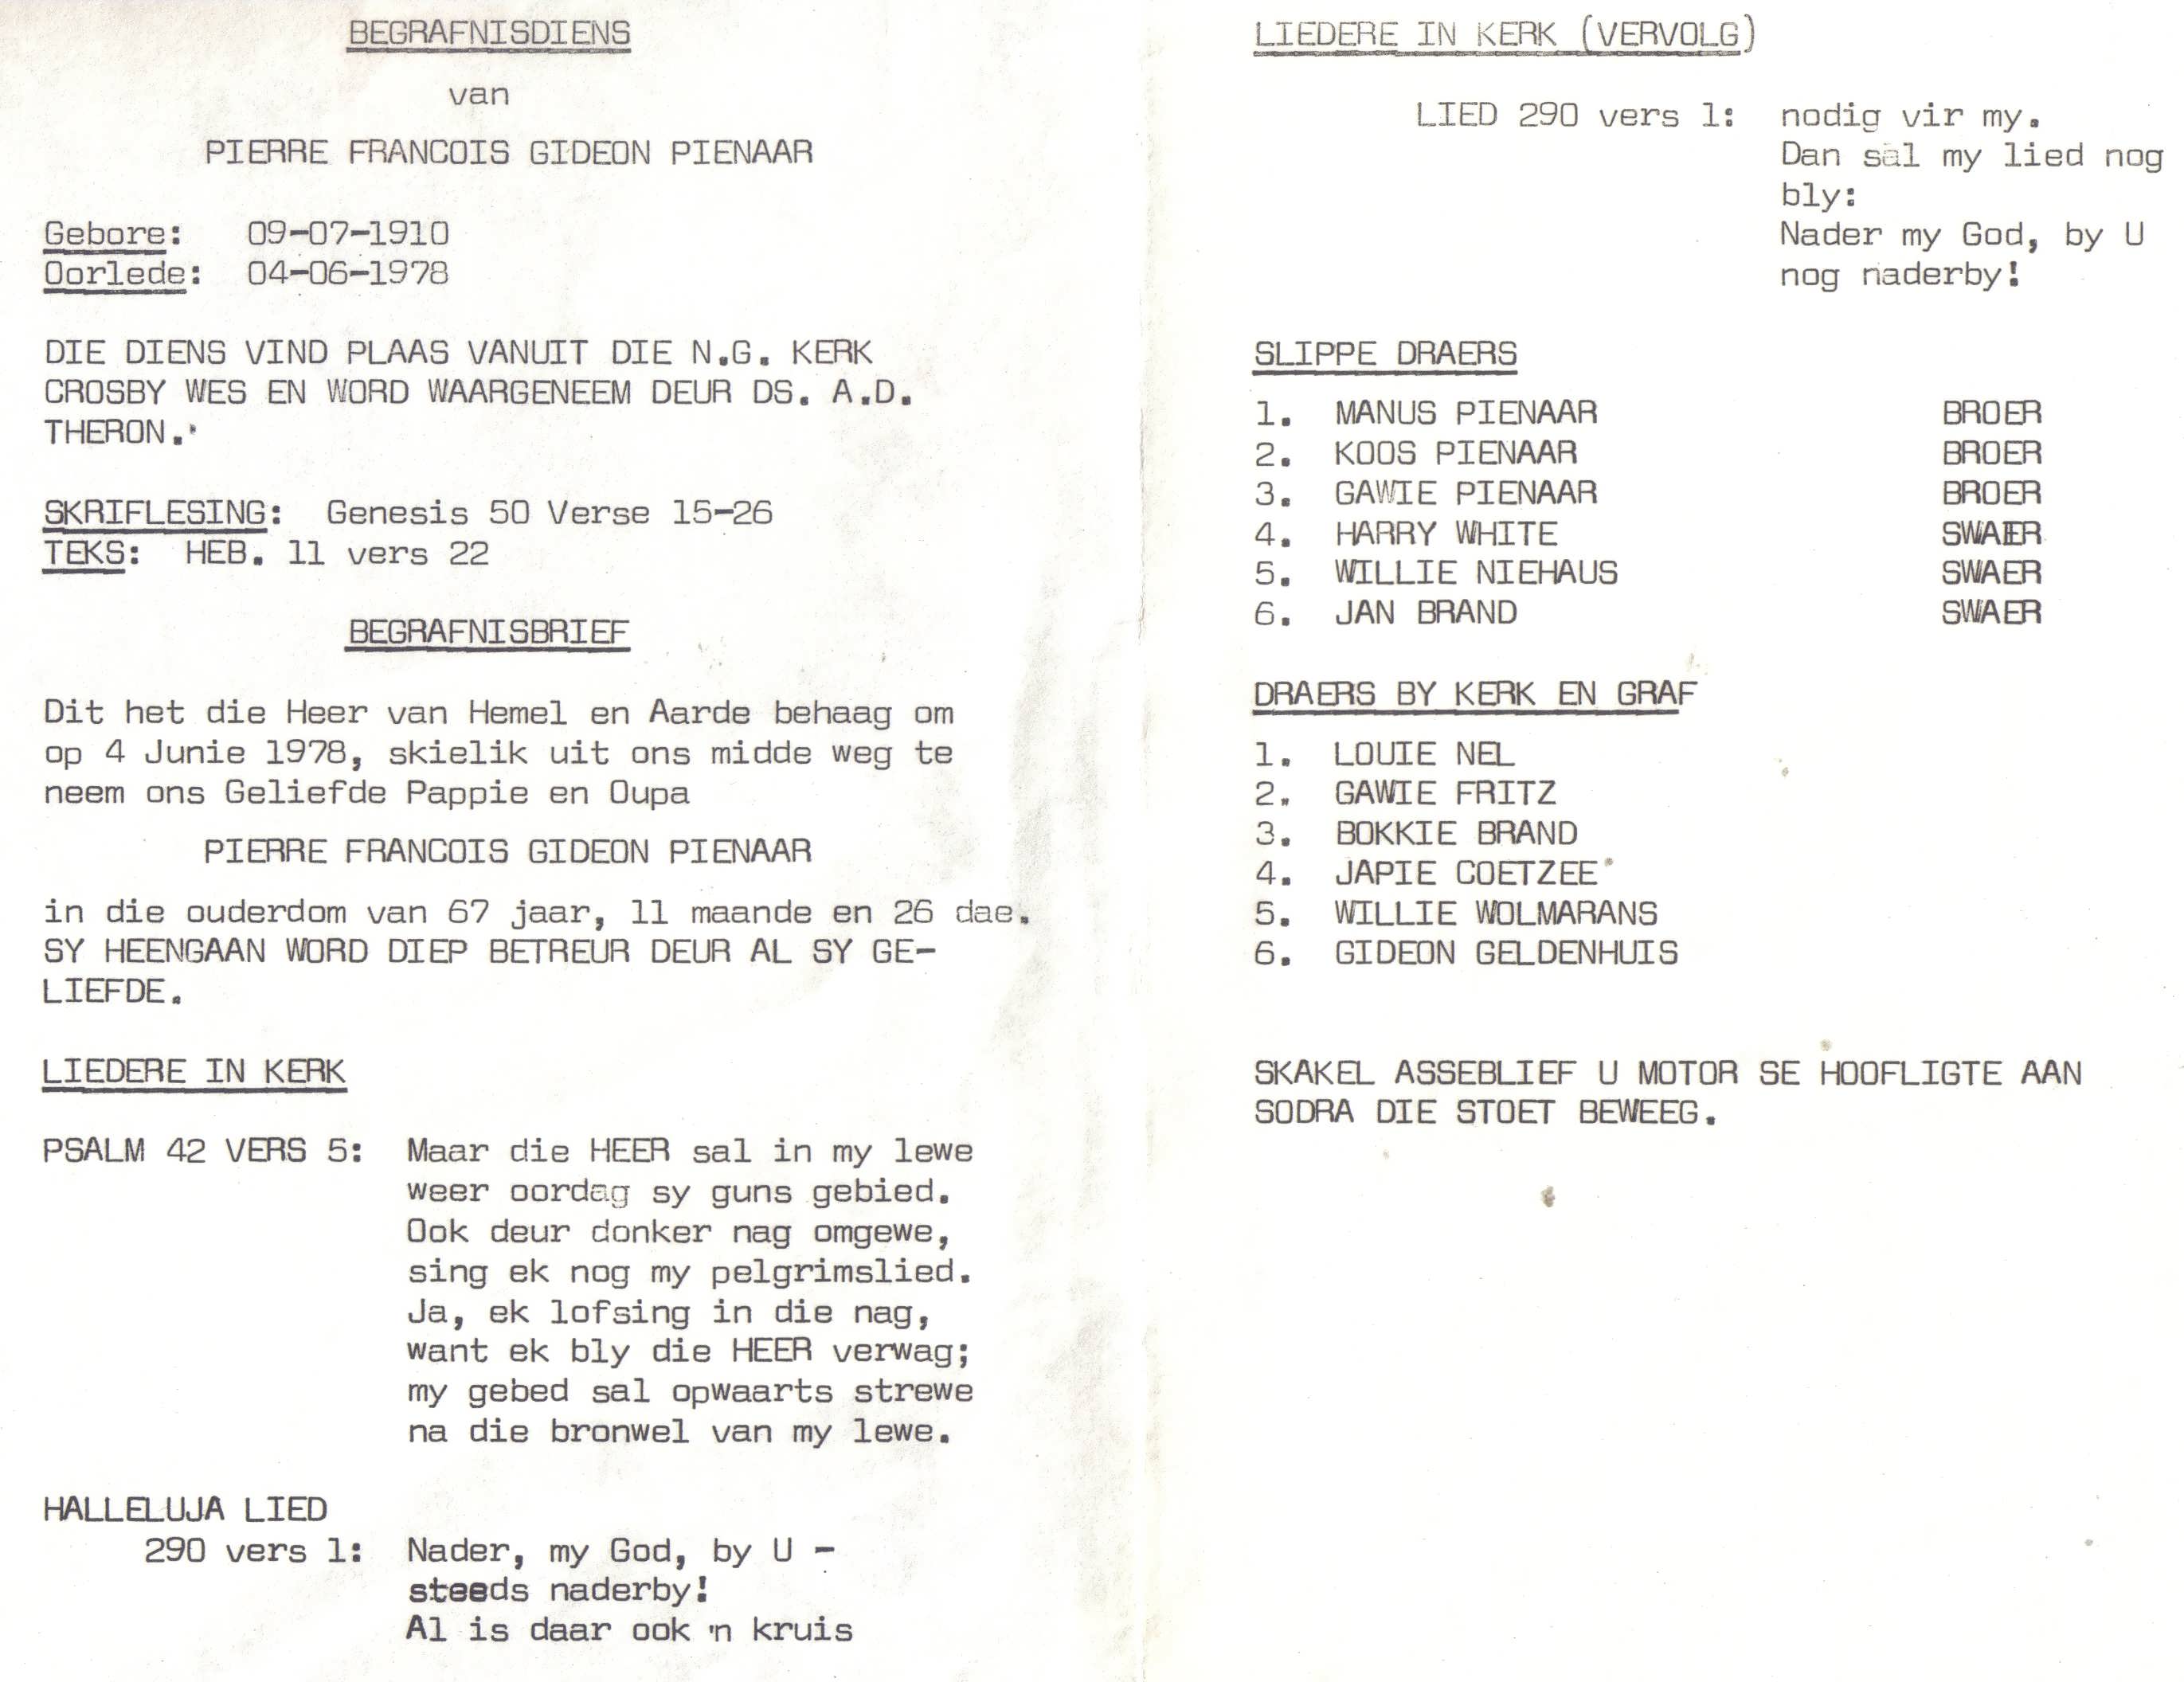 BEGRAFNISDIENS
van
PIERRE FRANCOIS GIDEON PIENAAR
Gebore: 09-07-1910
Oorlede: 04-06-1978
DIE DIENS VIND PLAAS VANUIT DIE N.G. KERK
CROSBY WES EN WORD WAARGENEEM DEUR DS. A.D.
THERON.
SKRIFLESING: Genesis 50 Verse 15-26
TEKS: HEB. 11 vers 22
BEGRAFNISBRIEF
Dit het die Heer van Hemel en Aarde behaag om
op 4 Junie 1978, skielik uit ons midde weg te
neem ons Geliefde Pappie en Oupa
PIERRE FRANCOIS GIDEON PIENAAR
in die ouderdom van 67 jaar, 11 maande en 26 dae.
SY HEENGAAN WORD DIEP BETREUR DEUR AL SY GE-
LIEFDE.
LIEDERE IN KERK
PSALM 42 VERS 5: Maar die HEER sal in my lewe
weer oordag sy guns gebied.
Ook deur donker nag omgewe,
sing ek nog my pelgrimslied.
Ja, ek lofsing in die nag,
want ek bly die HEER verwag;
my gebed sal opwaarts strewe
na die bronwel van my lewe.
HALLELUJA LIED
290 vers 1: Nader, my God, by U -
steeds naderby!
Al is daar ook 'n kruis
LIEDERE IN KERK (VERVOLG)
LIED 290 vers 1: nodig vir my.
Dan sal my lied nog
bly:
Nader my God, by U
nog naderby!
SLIPPE DRAERS
1. MANUS PIENAAR BROER
2. KOOS PIENAAR BROER
3. GAWIE PIENAAR BROER
4. HARRY WHITE SWAER
5. WILLIE NIEHAUS SWAER
6. JAN BRAND SWAER
DRAERS BY KERK EN GRAF
1. LOUIE NEL
2. GAWIE FRITZ
3. BOKKIE BRAND
4. JAPIE COETZEE
5. WILLIE WOLMARANS
6. GIDEON GELDENHUIS
SKAKEL ASSEBLIEF U MOTOR SE HOOFLIGTE AAN
SODRA DIE STOET BEWEEG.